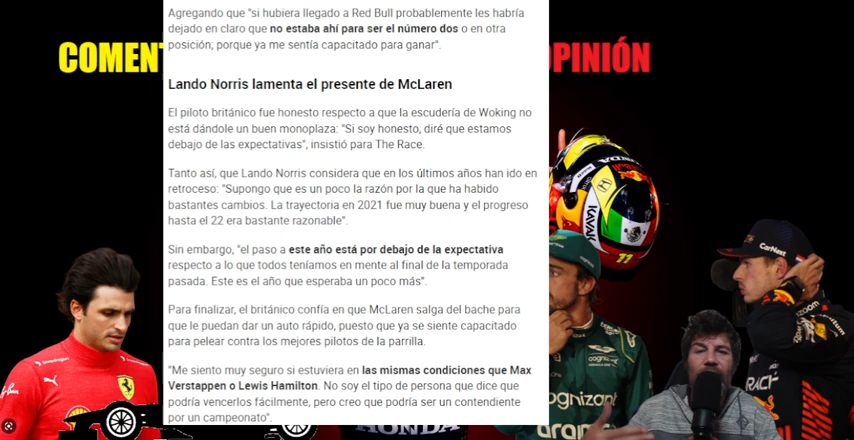 Agregando que "si hubiera llegado a Red Bull probablemente les habría
dejado en claro que no estaba ahí para ser el número dos o en otra
posición; porque ya me sentía capacitado para ganar".
COMENT
OPINIÓN
Lando Norris lamenta el presente de McLaren
El piloto británico fue honesto respecto a que la escudería de Woking no
está dándole un buen monoplaza: "Si soy honesto, diré que estamos
debajo de las expectativas", insistió para The Race.
Tanto así, que Lando Norris considera que en los últimos años han ido en
retroceso: "Supongo que es un poco la razón por la que ha habido
bastantes cambios. La trayectoria en 2021 fue muy buena y el progreso
hasta el 22 era bastante razonable".
Sin embargo, "el paso a este año está por debajo de la expectativa
respecto a lo que todos teníamos en mente al final de la temporada
pasada. Este es el año que esperaba un poco más".
Para finalizar, el británico confía en que McLaren salga del bache para
que le puedan dar un auto rápido, puesto que ya se siente capacitado
para pelear contra los mejores pilotos de la parrilla.
"Me siento muy seguro si estuviera en las mismas condiciones que Max
Verstappen o Lewis Hamilton. No soy el tipo de persona que dice que
podría vencerlos fácilmente, pero creo que podría ser un contendiente
por un campeonato".
HONDA
KAVAK
11
CarNext
COGNIZANT
cognizant
aramco
HONDA